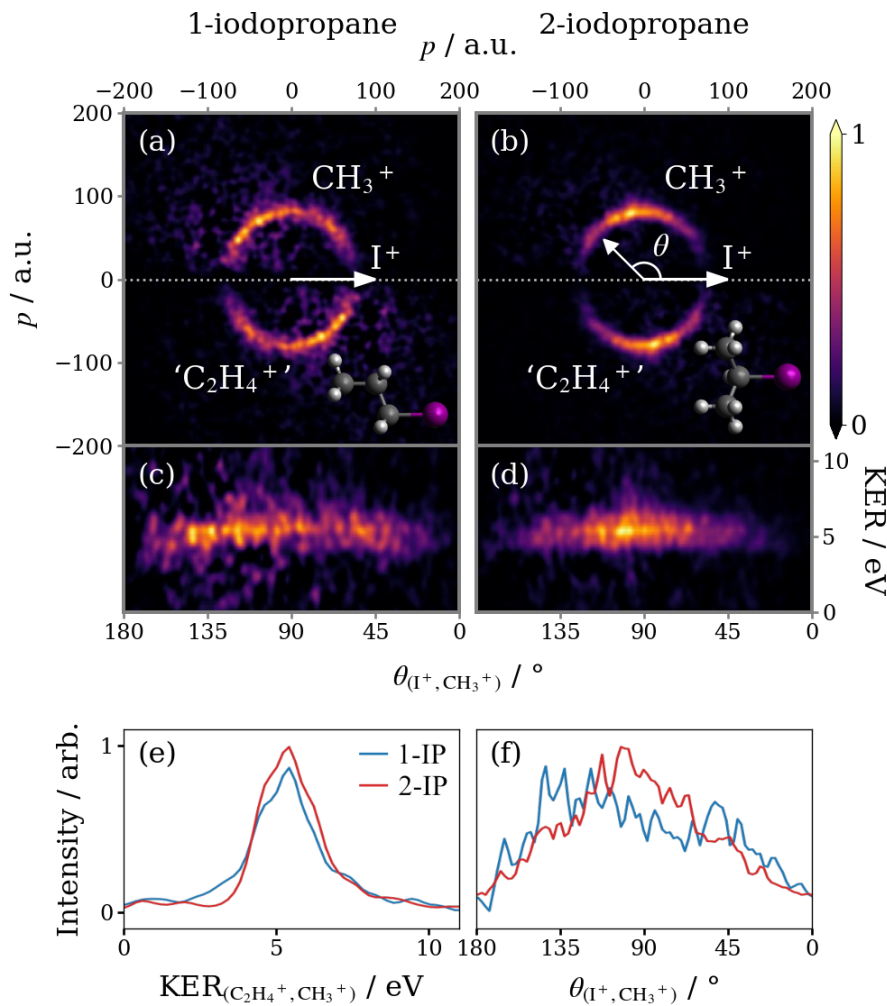 1-iodopropane 2-iodopropane
p / a.u.
−200 −100 0 100 −100 0 100 200
200
100
0
−100
−200
p / a.u.
(a)
CH₃⁺
I⁺
‘C₂H₄⁺’
(b)
CH₃⁺
θ
I⁺
‘C₂H₄⁺’
1
0
(c)
(d)
10
5
0
KER / eV
180 135 90 45 0 135 90 45 0
θ(I⁺, CH₃⁺) / °
Intensity / arb.
1
0
(e)
1-IP
2-IP
(f)
0 5 10
180 135 90 45 0
KER(C₂H₄⁺, CH₃⁺) / eV
θ(I⁺, CH₃⁺) / °